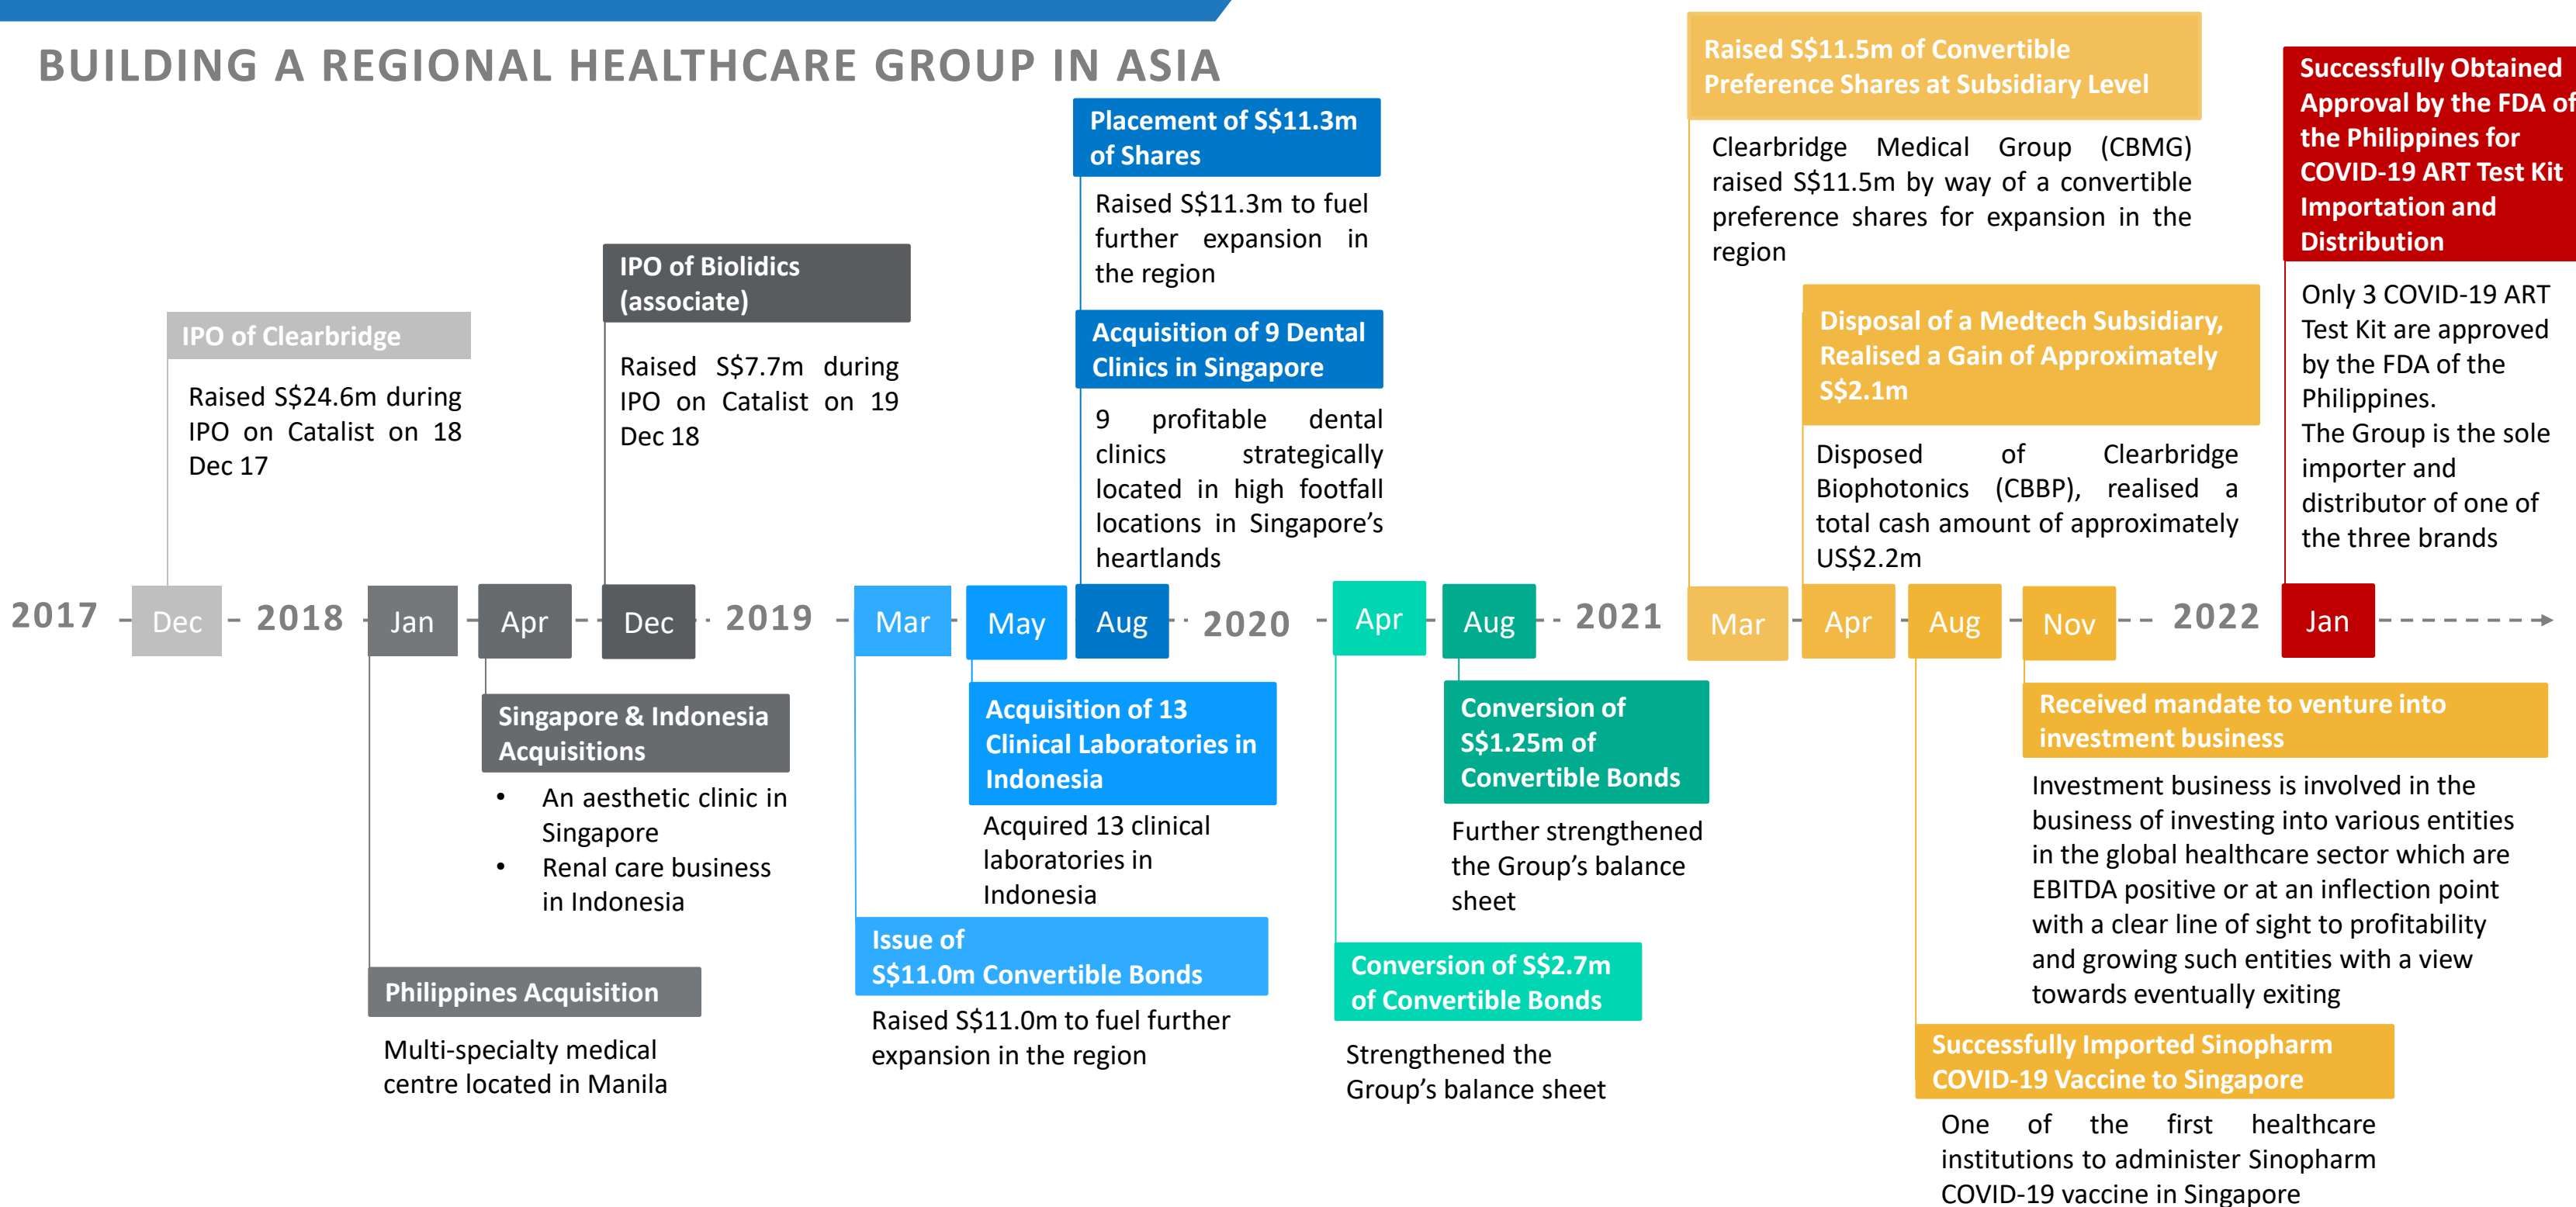 BUILDING A REGIONAL HEALTHCARE GROUP IN ASIA
IPO of Clearbridge
Raised S$24.6m during
IPO on Catalist on 18
Dec 17
IPO of Biolidics
(associate)
Raised S$7.7m during
IPO on Catalist on 19
Dec 18
Placement of S$11.3m
of Shares
Raised S$11.3m to fuel
further expansion in
the region
Acquisition of 9 Dental
Clinics in Singapore
9 profitable dental
clinics strategically
located in high footfall
locations in Singapore’s
heartlands
Raised S$11.5m of Convertible
Preference Shares at Subsidiary Level
Clearbridge Medical Group (CBMG)
raised S$11.5m by way of a convertible
preference shares for expansion in the
region
Disposal of a Medtech Subsidiary,
Realised a Gain of Approximately
S$2.1m
Disposed of Clearbridge
Biophotonics (CBBP), realised a
total cash amount of approximately
US$2.2m
Successfully Obtained
Approval by the FDA of
the Philippines for
COVID-19 ART Test Kit
Importation and
Distribution
Only 3 COVID-19 ART
Test Kit are approved
by the FDA of the
Philippines.
The Group is the sole
importer and
distributor of one of
the three brands
2017 Dec 2018 Jan Apr Dec 2019 Mar May Aug 2020 Apr Aug 2021 Mar Apr Aug Nov 2022 Jan
Singapore & Indonesia
Acquisitions
• An aesthetic clinic in
Singapore
• Renal care business
in Indonesia
Philippines Acquisition
Multi-specialty medical
centre located in Manila
Acquisition of 13
Clinical Laboratories in
Indonesia
Acquired 13 clinical
laboratories in
Indonesia
Issue of
S$11.0m Convertible Bonds
Raised S$11.0m to fuel further
expansion in the region
Conversion of
S$1.25m of
Convertible Bonds
Further strengthened
the Group’s balance
sheet
Conversion of S$2.7m
of Convertible Bonds
Strengthened the
Group’s balance sheet
Received mandate to venture into
investment business
Investment business is involved in the
business of investing into various entities
in the global healthcare sector which are
EBITDA positive or at an inflection point
with a clear line of sight to profitability
and growing such entities with a view
towards eventually exiting
Successfully Imported Sinopharm
COVID-19 Vaccine to Singapore
One of the first healthcare
institutions to administer Sinopharm
COVID-19 vaccine in Singapore